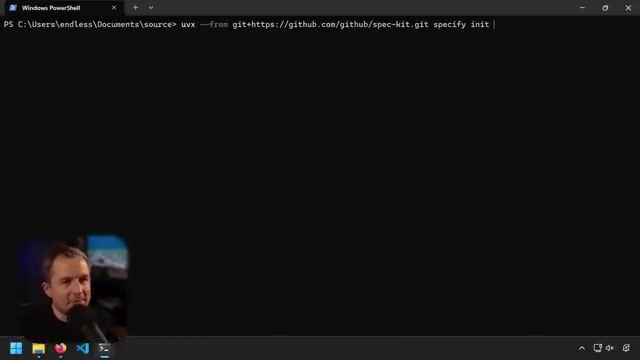 Windows PowerShell
PS C:\Users\endless\Documents\source> uvx --from git+https://github.com/github/spec-kit.git specify init